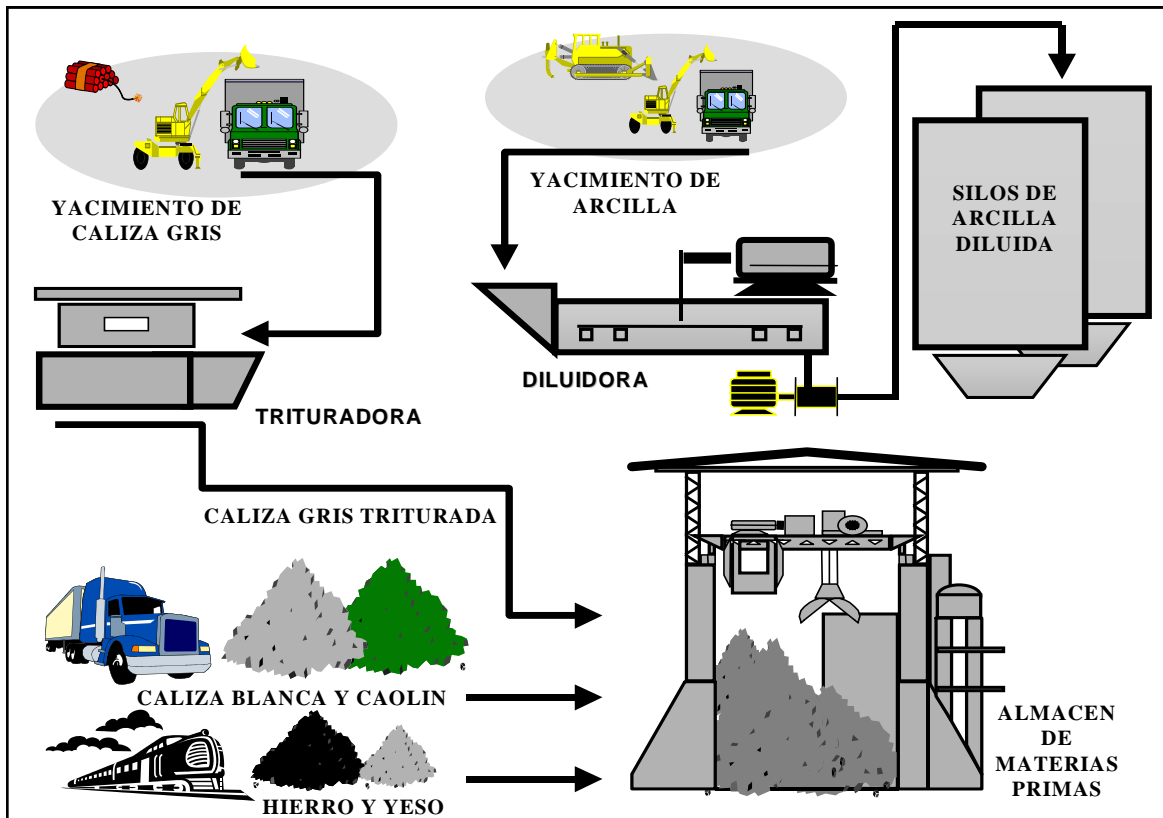 YACIMIENTO DE
CALIZA GRIS
YACIMIENTO DE
ARCILLA
SILOS DE
ARCILLA
DILUIDA
DILUIDORA
TRITURADORA
CALIZA GRIS TRITURADA
CALIZA BLANCA Y CAOLIN
HIERRO Y YESO
ALMACEN
DE
MATERIAS
PRIMAS